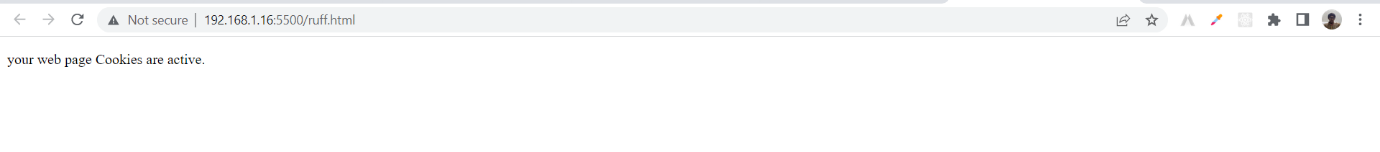 Not secure | 192.168.1.16:5500/ruff.html
your web page Cookies are active.